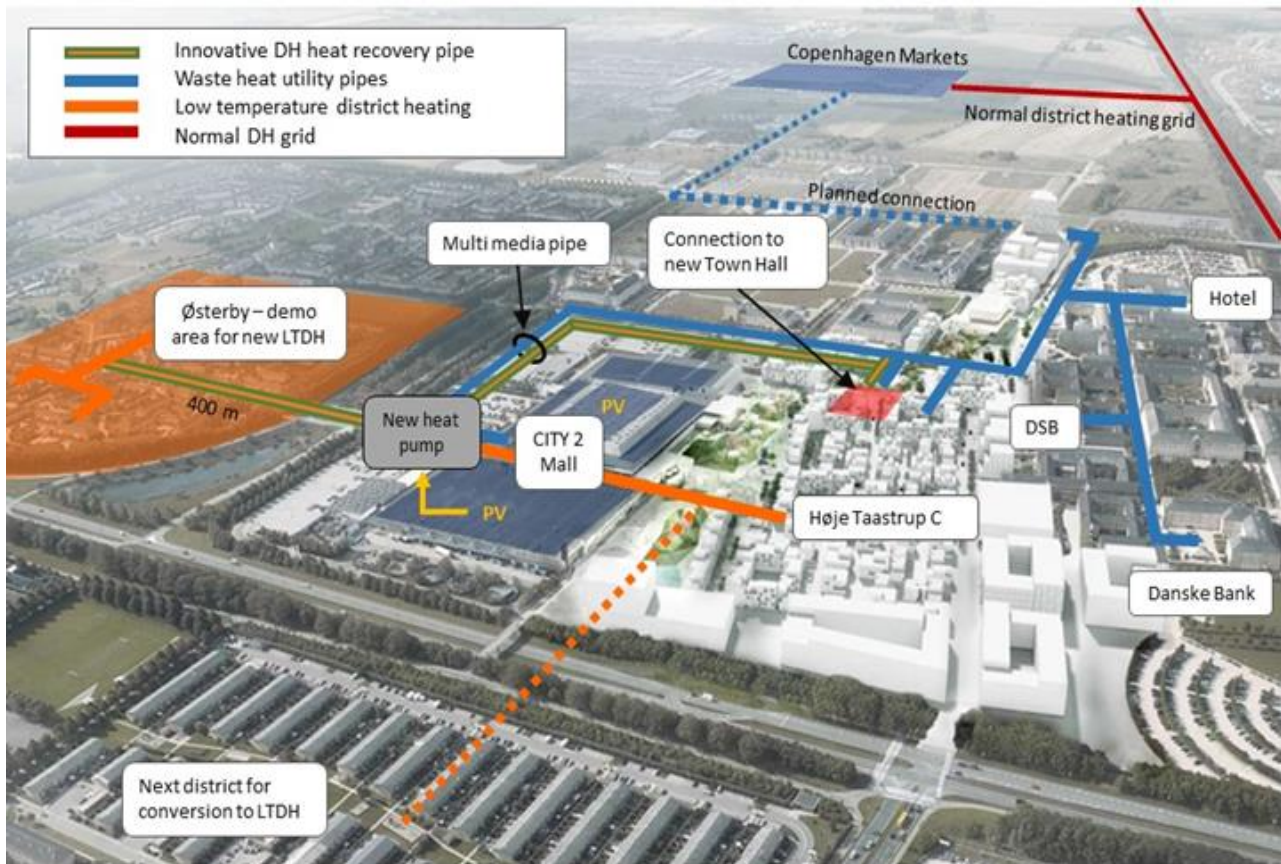 Innovative DH heat recovery pipe
Waste heat utility pipes
Low temperature district heating
Normal DH grid
Copenhagen Markets
Normal district heating grid
Planned connection
Multi media pipe
Connection to
new Town Hall
Hotel
Østerby – demo
area for new LTDH
400 m
New heat
pump
PV
CITY 2
Mall
DSB
PV
Høje Taastrup C
Danske Bank
Next district for
conversion to LTDH